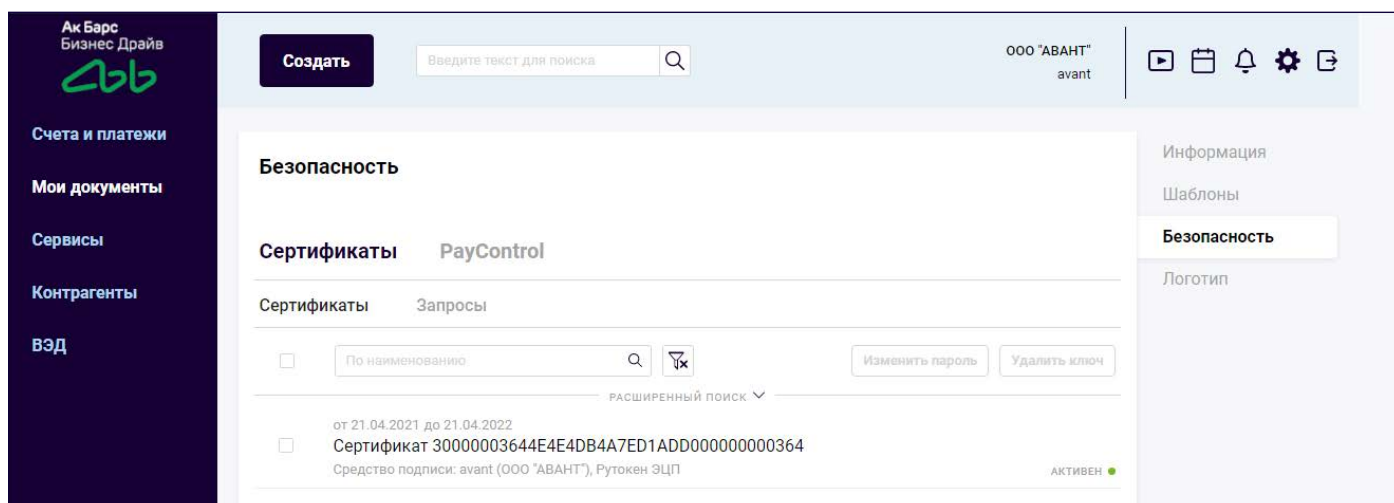 Ак Барс
Бизнес Драйв
Создать
Введите текст для поиска
ООО "АВАНТ"
avant
Счета и платежи
Мои документы
Сервисы
Контрагенты
ВЭД
Безопасность
Сертификаты PayControl
Сертификаты Запросы
По наименованию
Изменить пароль Удалить ключ
РАСШИРЕННЫЙ ПОИСК
от 21.04.2021 до 21.04.2022
Сертификат 30000003644E4E4DB4A7ED1ADD000000000364
Средство подписи: avant (ООО "АВАНТ"), Рутокен ЭЦП
АКТИВЕН
Информация
Шаблоны
Безопасность
Логотип